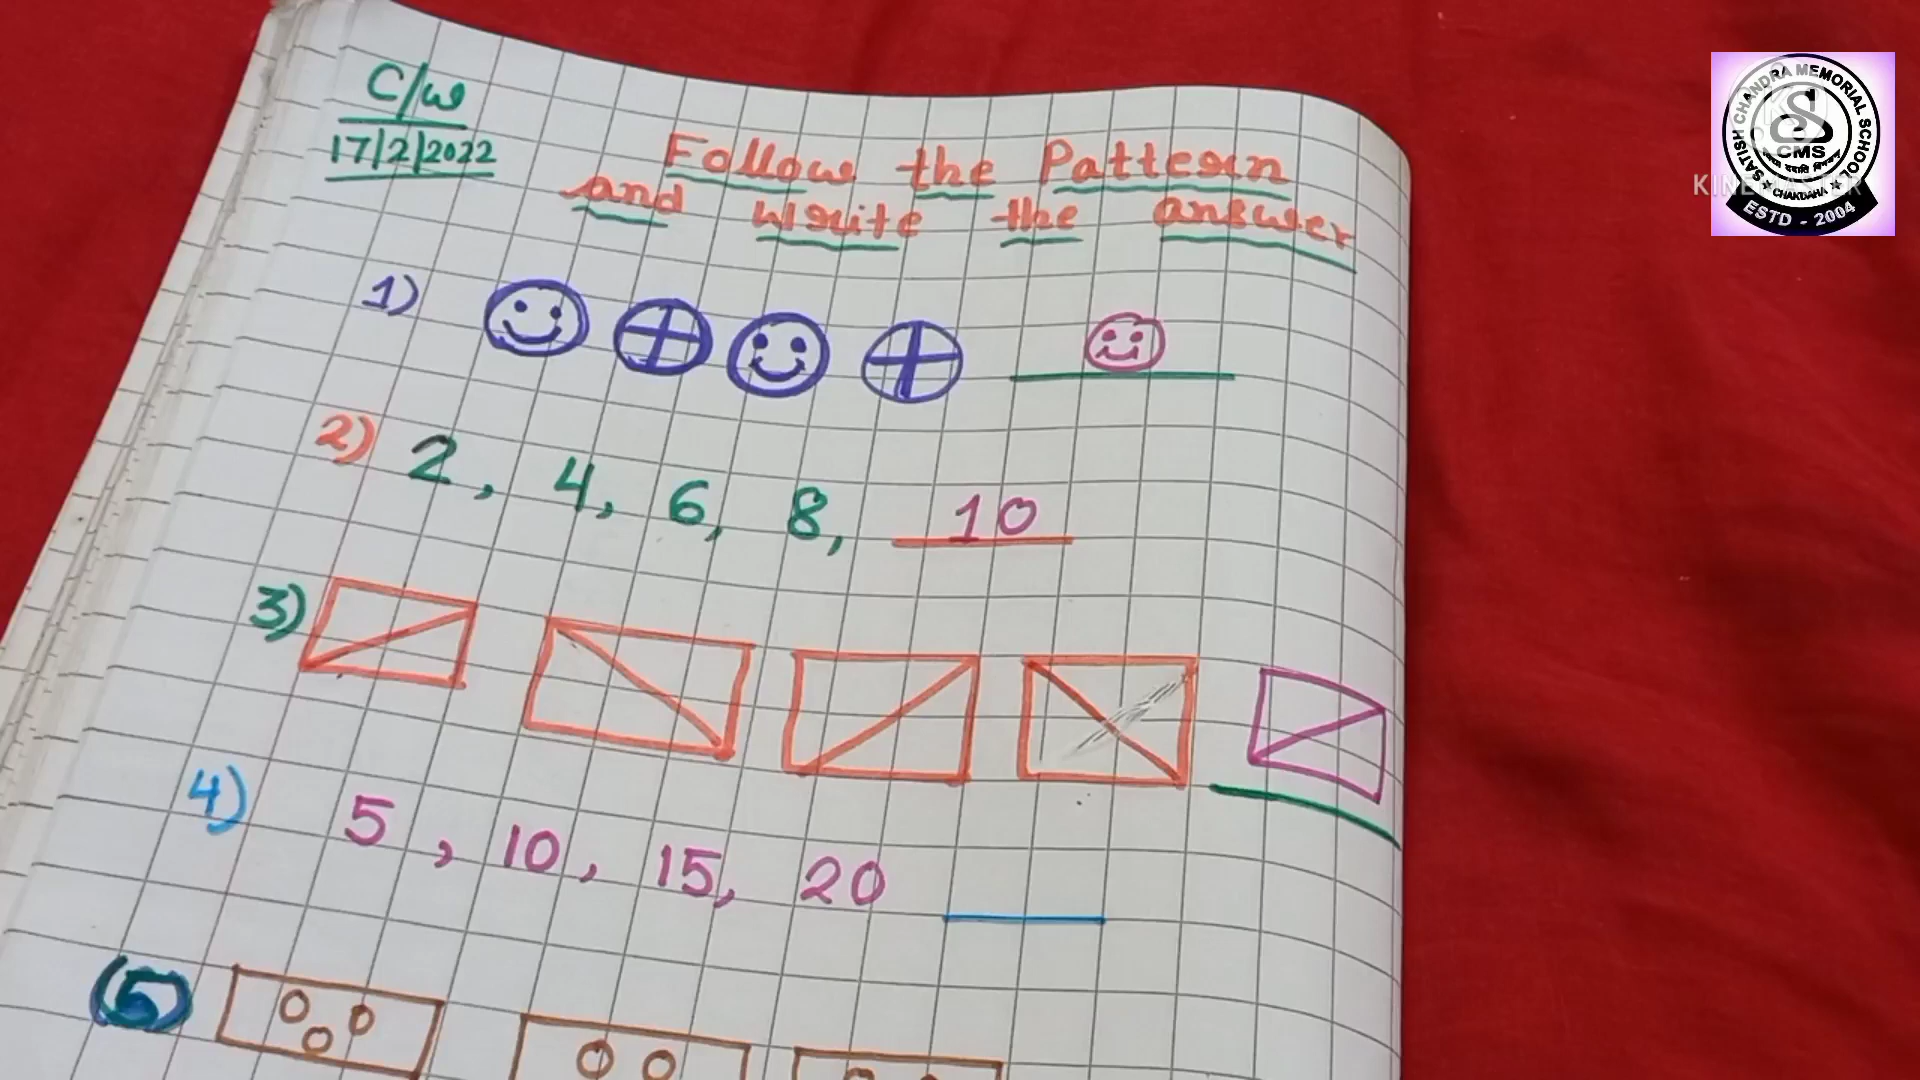 C/W
17/2/2022
Follow the Pattern
and write the answer
1)
2) 2, 4, 6, 8, 10
3)
4) 5, 10, 15, 20
(5)
SATISH CHANDRA MEMORIAL SCHOOL
CMS
CHAKDAHA
ESTD - 2004